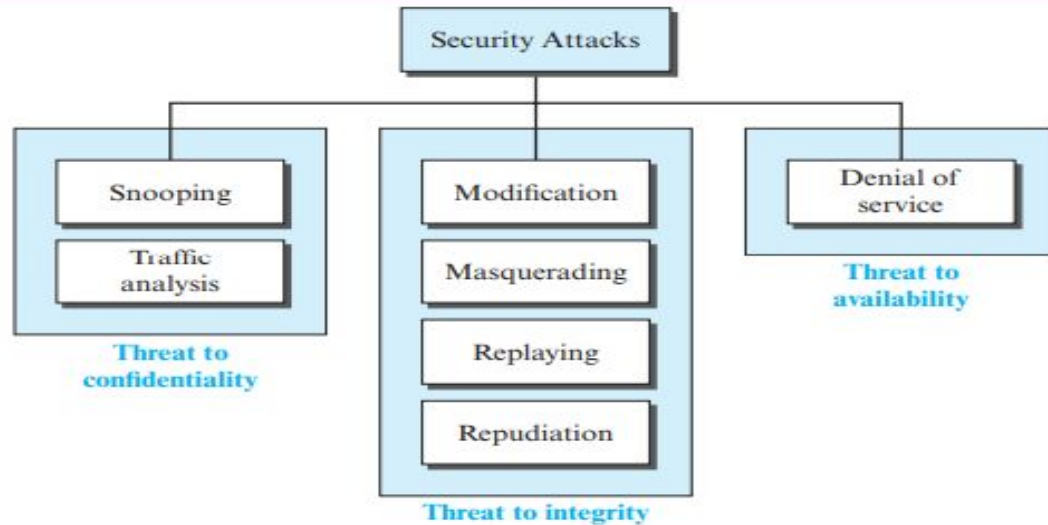 Security Attacks
Snooping
Traffic
analysis
Threat to
confidentiality
Modification
Masquerading
Replaying
Repudiation
Threat to integrity
Denial of
service
Threat to
availability